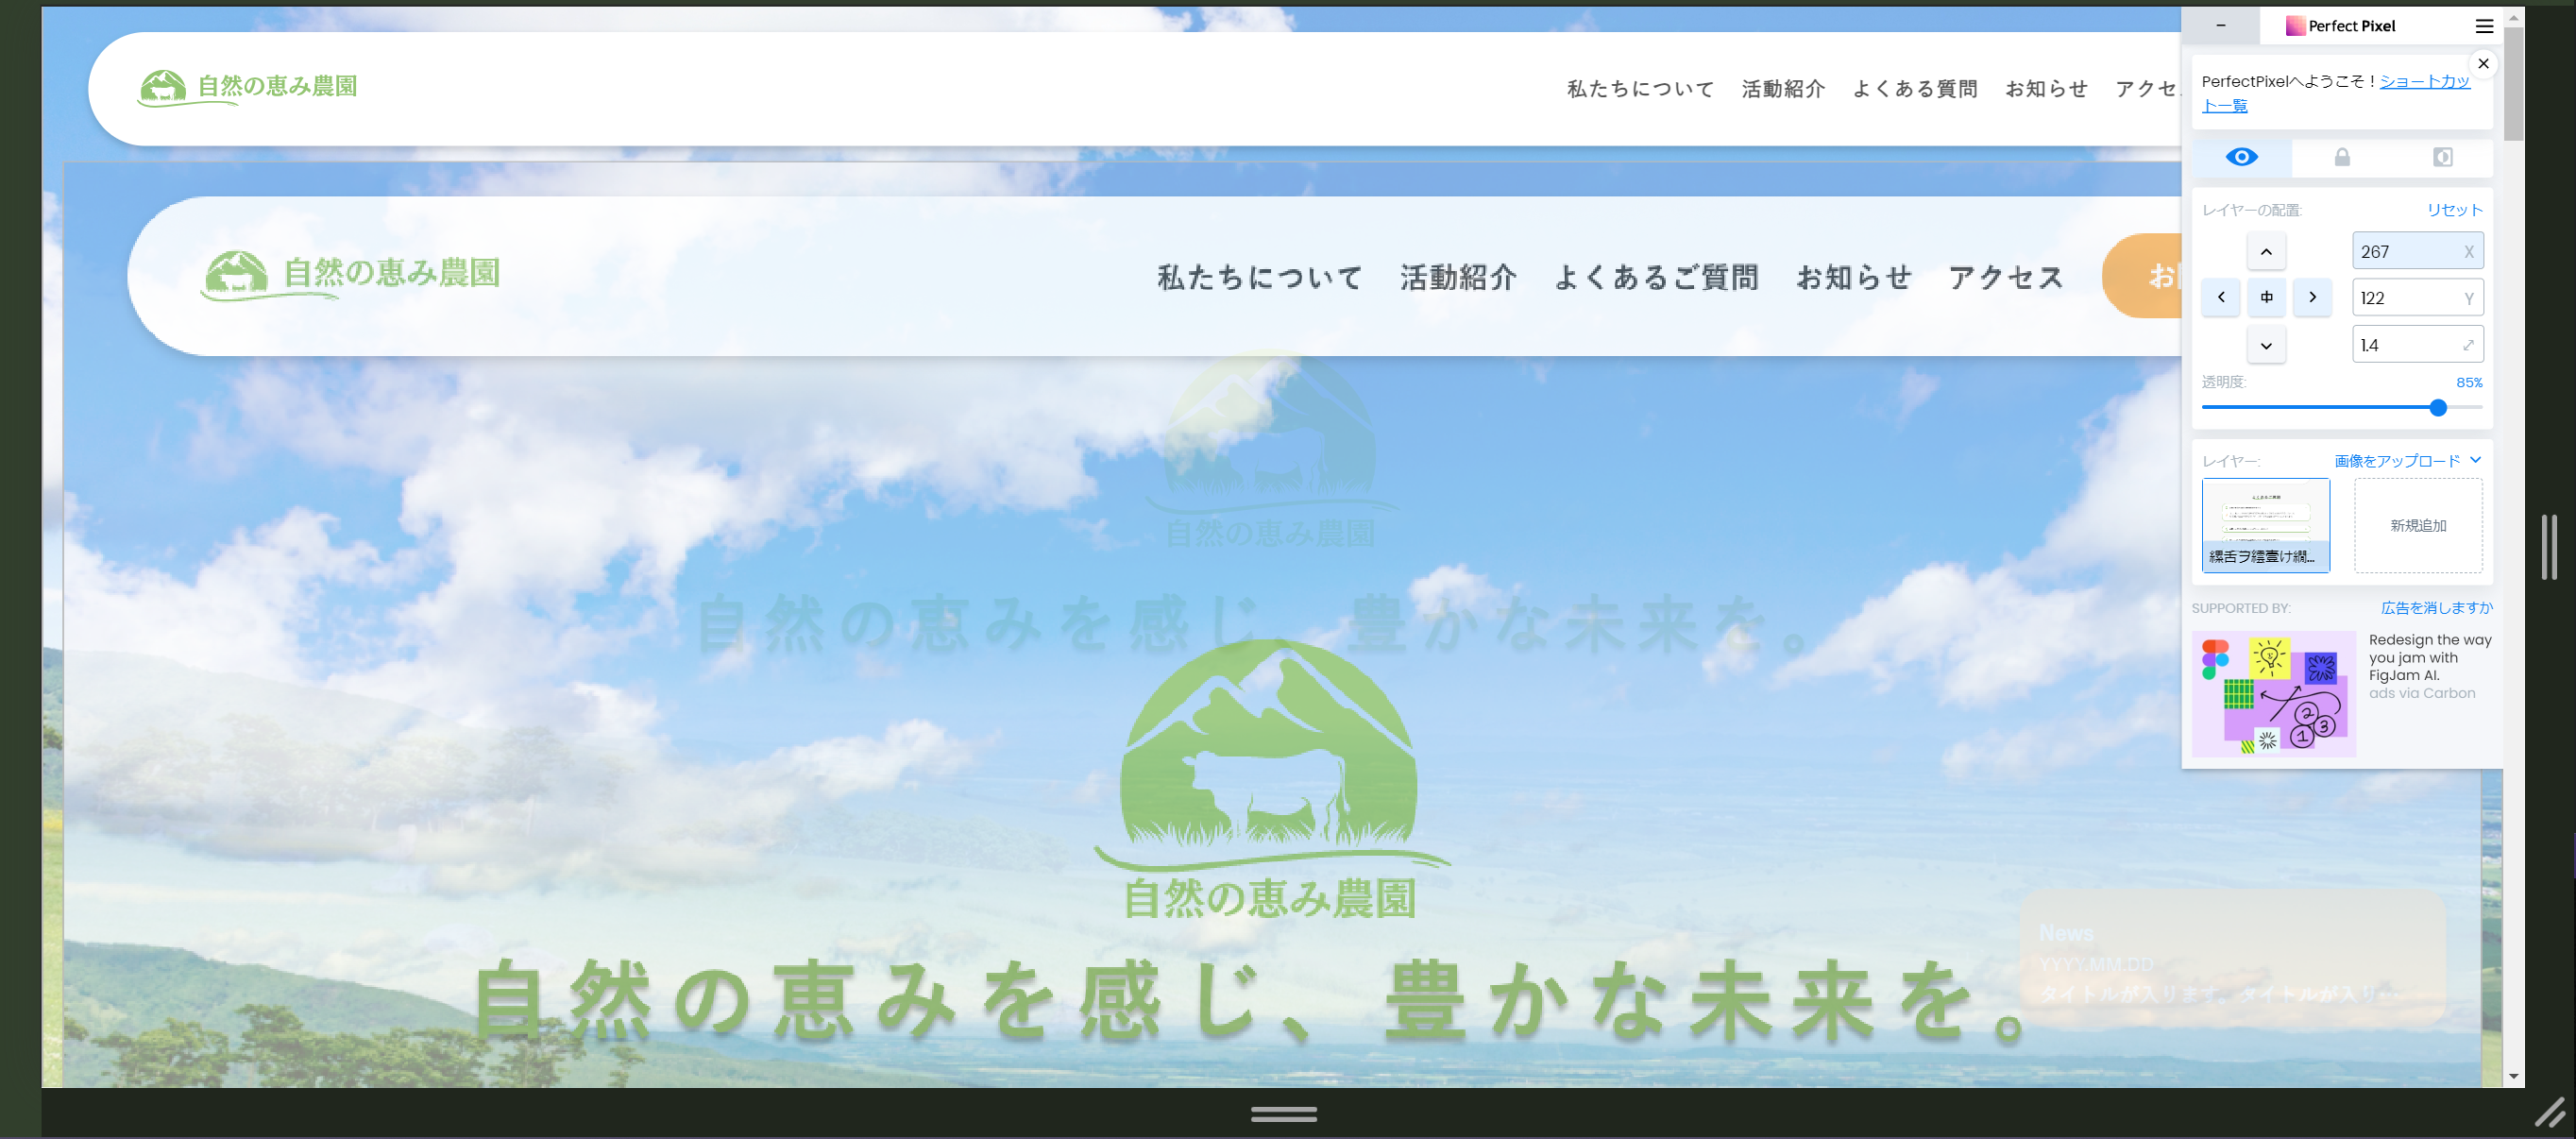 自然の恵み農園
私たちについて 活動紹介 よくある質問 お知らせ アクセ
自然の恵み農園
私たちについて 活動紹介 よくあるご質問 お知らせ アクセス お
自然の恵み農園
自然の恵みを感じ、豊かな未来を。
自然の恵み農園
自然の恵みを感じ、豊かな未来を。
News
YYYY.MM.DD
タイトルが入ります。タイトルが入り…
Perfect Pixel
PerfectPixelへようこそ！ショートカッ
ト一覧
レイヤーの配置: リセット
267 X
中 122 Y
1.4
透明度: 85%
レイヤー: 画像をアップロード
新規追加
SUPPORTED BY: 広告を消しますか
Redesign the way
you jam with
FigJam AI.
ads via Carbon